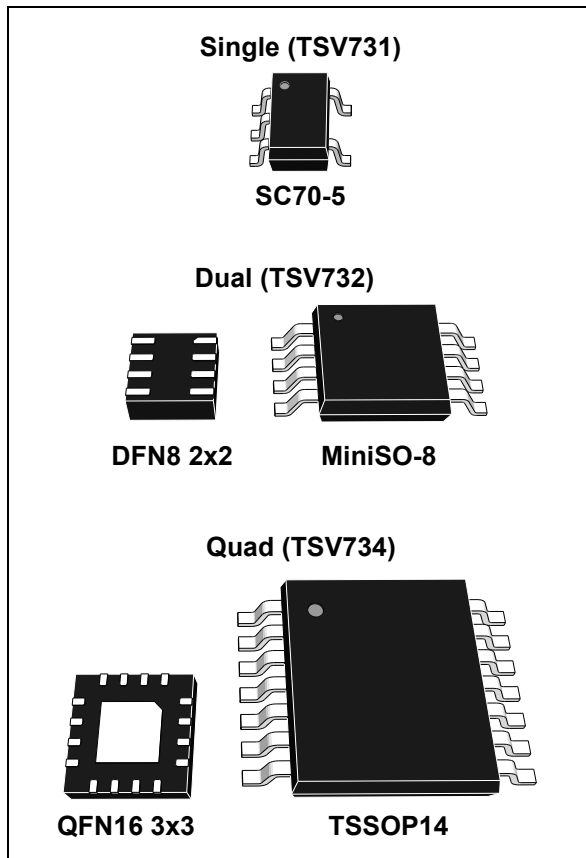 Single (TSV731)
SC70-5
Dual (TSV732)
DFN8 2x2
MiniSO-8
Quad (TSV734)
QFN16 3x3
TSSOP14